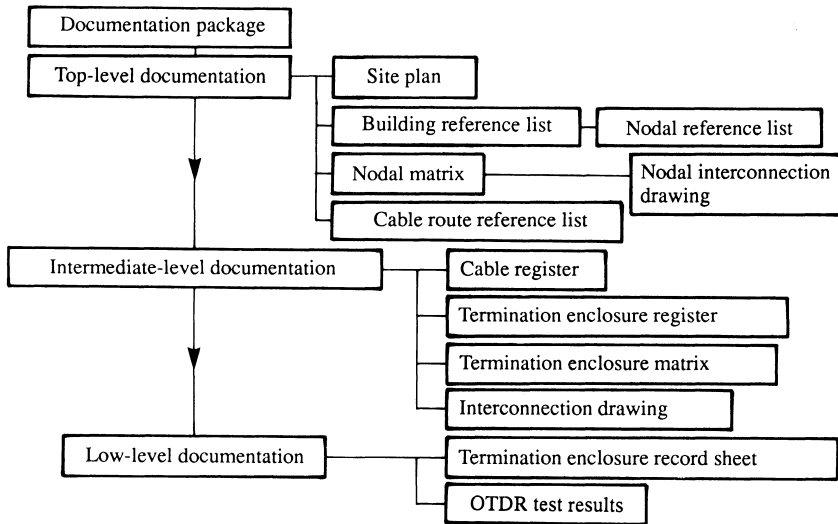 Documentation package
Top-level documentation
Site plan
Building reference list
Nodal reference list
Nodal matrix
Nodal interconnection
drawing
Cable route reference list
Intermediate-level documentation
Cable register
Termination enclosure register
Termination enclosure matrix
Interconnection drawing
Low-level documentation
Termination enclosure record sheet
OTDR test results